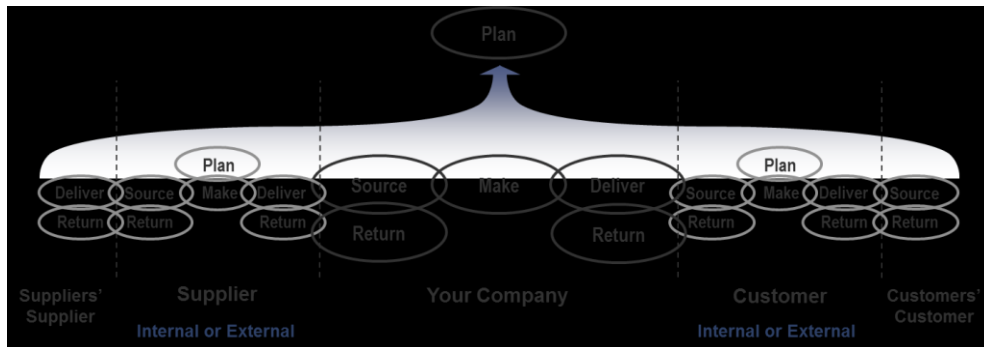 Plan
Plan
Plan
Deliver Source Make Deliver Source Make Deliver Source Make Deliver Source
Return Return Return Return Return Return Return Return
Suppliers’
Supplier
Supplier
Your Company
Customer
Customers’
Customer
Internal or External
Internal or External